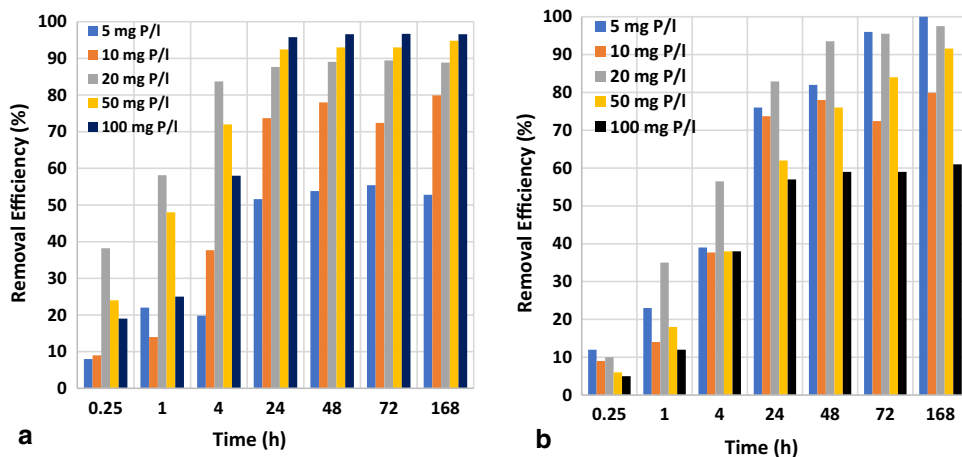 Removal Efficiency (%)
100
90
80
70
60
50
40
30
20
10
0
5 mg P/l
10 mg P/l
20 mg P/l
50 mg P/l
100 mg P/l
0.25 1 4 24 48 72 168
Time (h)
a
Removal Efficiency (%)
100
90
80
70
60
50
40
30
20
10
0
5 mg P/l
10 mg P/l
20 mg P/l
50 mg P/l
100 mg P/l
0.25 1 4 24 48 72 168
Time (h)
b